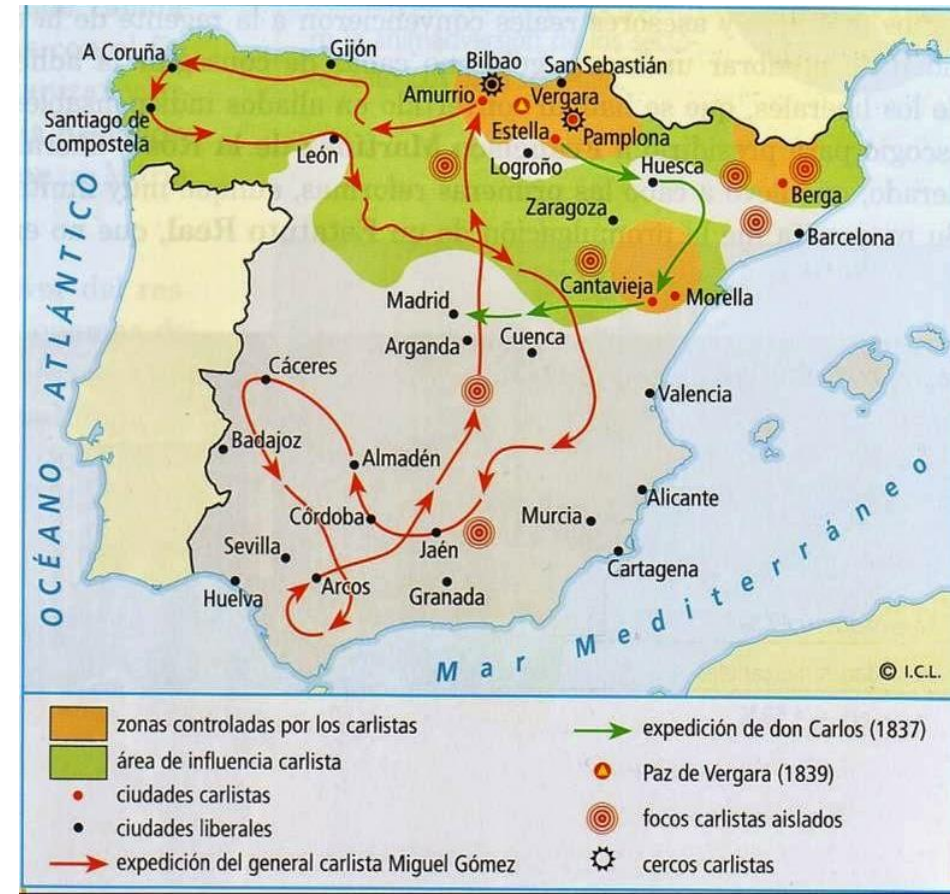 A Coruña
Gijón
Bilbao
San Sebastián
Amurrio
Vergara
Santiago de
Compostela
León
Estella
Pamplona
Logroño
Huesca
Zaragoza
Berga
Barcelona
Cantavieja
Morella
Madrid
Arganda
Cuenca
Cáceres
Valencia
Badajoz
Almadén
Alicante
Córdoba
Murcia
Jaén
Sevilla
Cartagena
Arcos
Huelva
Granada
OCÉANO ATLÁNTICO
Mar Mediterráneo
© I.C.L.
zonas controladas por los carlistas
área de influencia carlista
ciudades carlistas
ciudades liberales
expedición del general carlista Miguel Gómez
expedición de don Carlos (1837)
Paz de Vergara (1839)
focos carlistas aislados
cercos carlistas